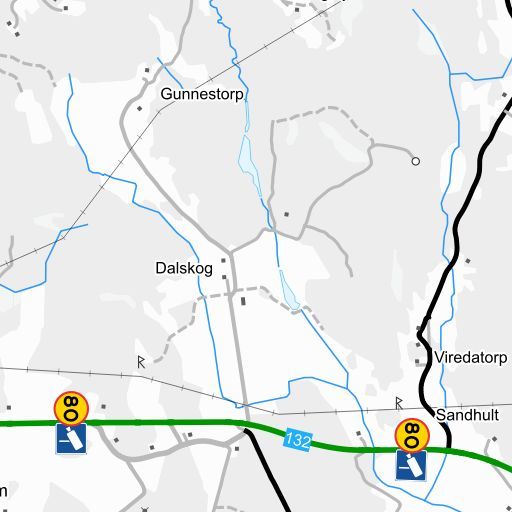 Gunnestorp
Dalskog
Viredatorp
80
Sandhult
132
80
m
R
R